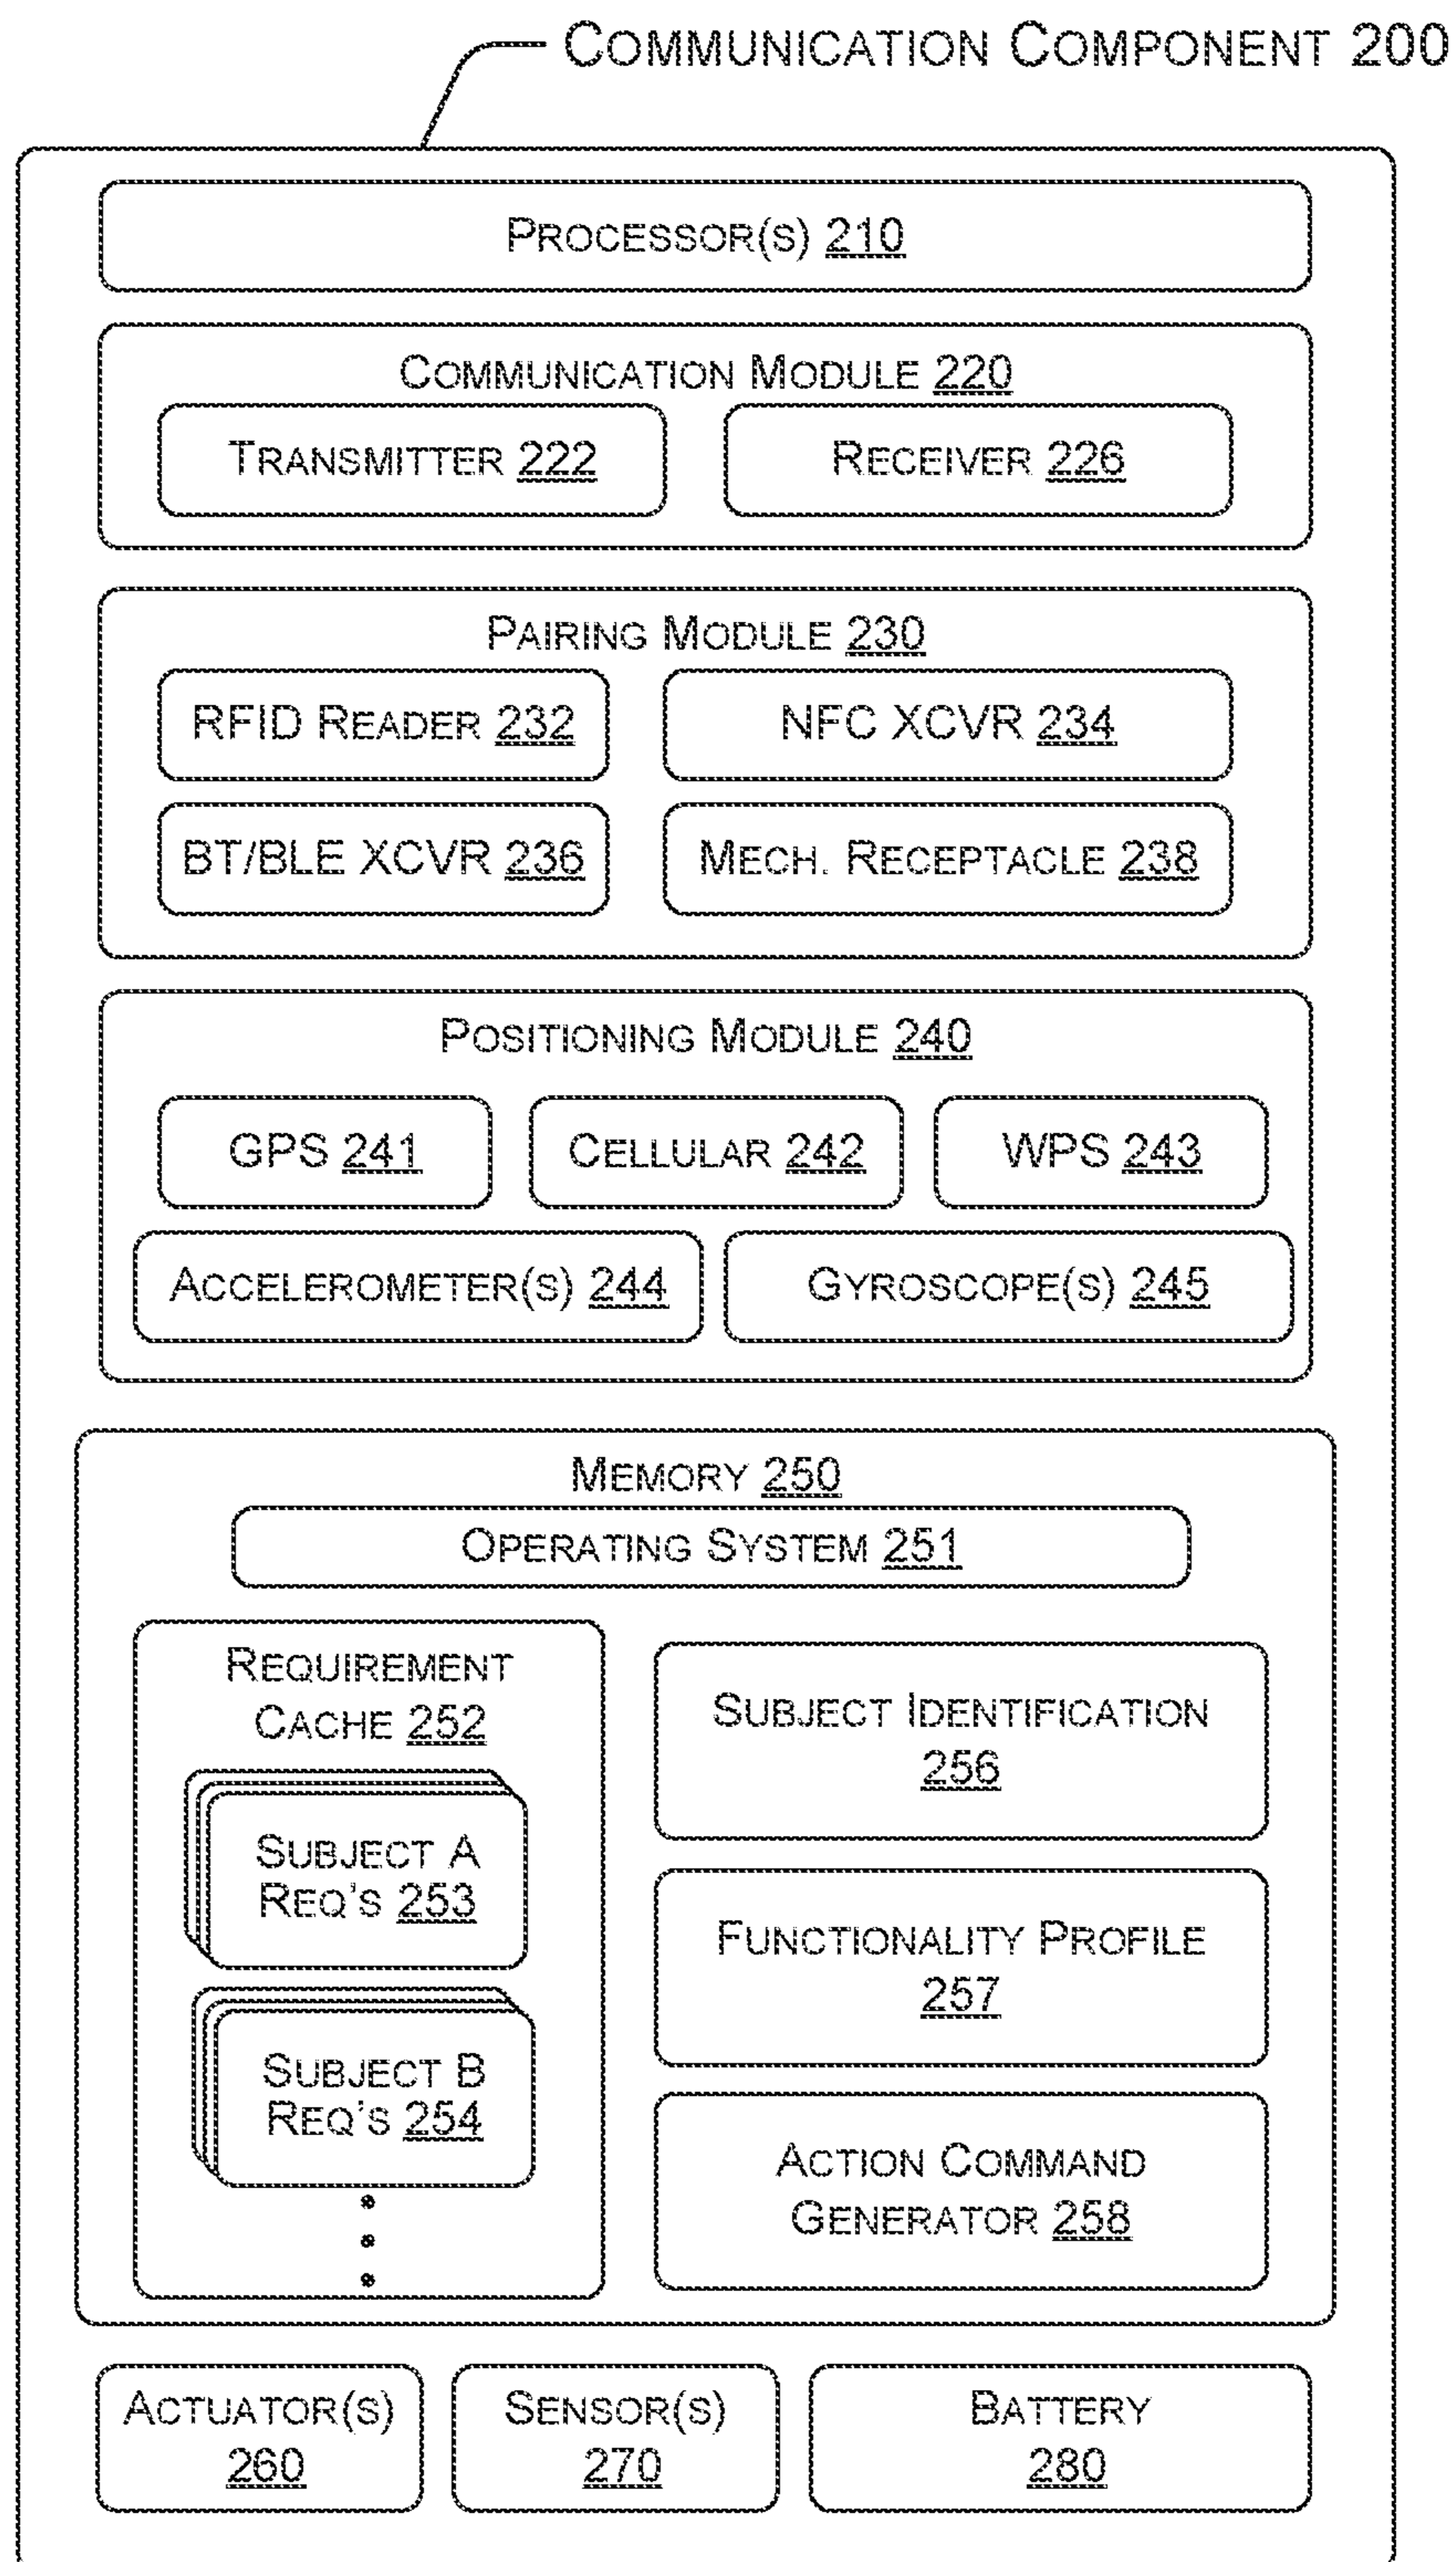 COMMUNICATION COMPONENT 200
PROCESSOR(S) 210
COMMUNICATION MODULE 220
TRANSMITTER 222
RECEIVER 226
PAIRING MODULE 230
RFID READER 232
NFC XCVR 234
BT/BLE XCVR 236
MECH. RECEPTACLE 238
POSITIONING MODULE 240
GPS 241
CELLULAR 242
WPS 243
ACCELEROMETER(S) 244
GYROSCOPE(S) 245
MEMORY 250
OPERATING SYSTEM 251
REQUIREMENT
CACHE 252
SUBJECT A
REQ'S 253
SUBJECT B
REQ'S 254
SUBJECT IDENTIFICATION
256
FUNCTIONALITY PROFILE
257
ACTION COMMAND
GENERATOR 258
ACTUATOR(S)
260
SENSOR(S)
270
BATTERY
280